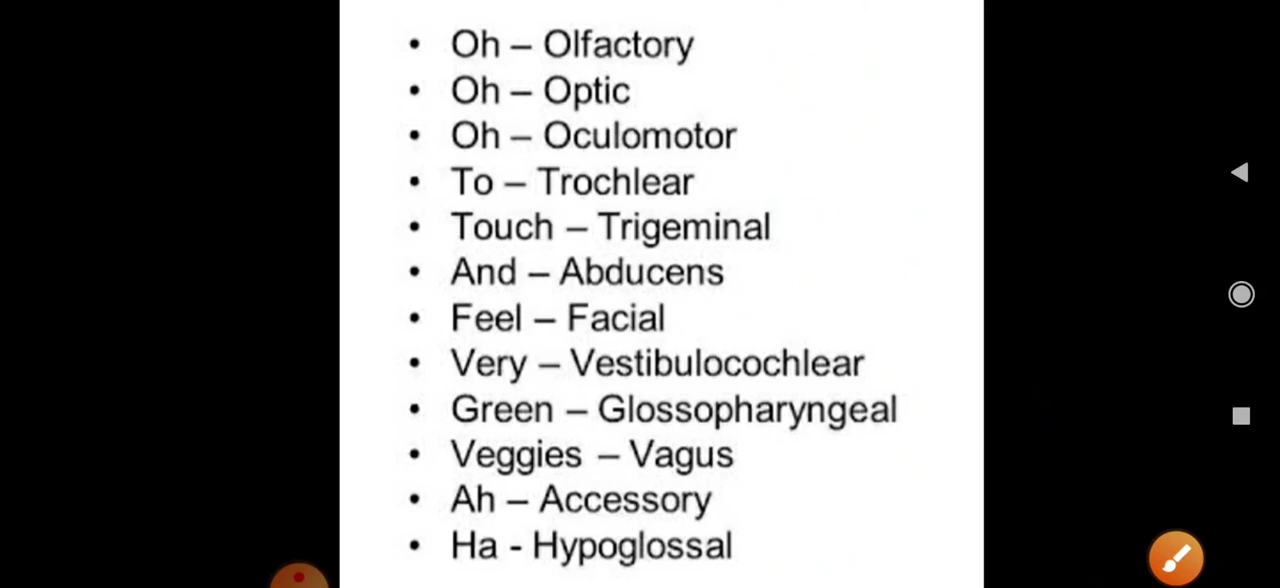 • Oh – Olfactory
• Oh – Optic
• Oh – Oculomotor
• To – Trochlear
• Touch – Trigeminal
• And – Abducens
• Feel – Facial
• Very – Vestibulocochlear
• Green – Glossopharyngeal
• Veggies – Vagus
• Ah – Accessory
• Ha - Hypoglossal